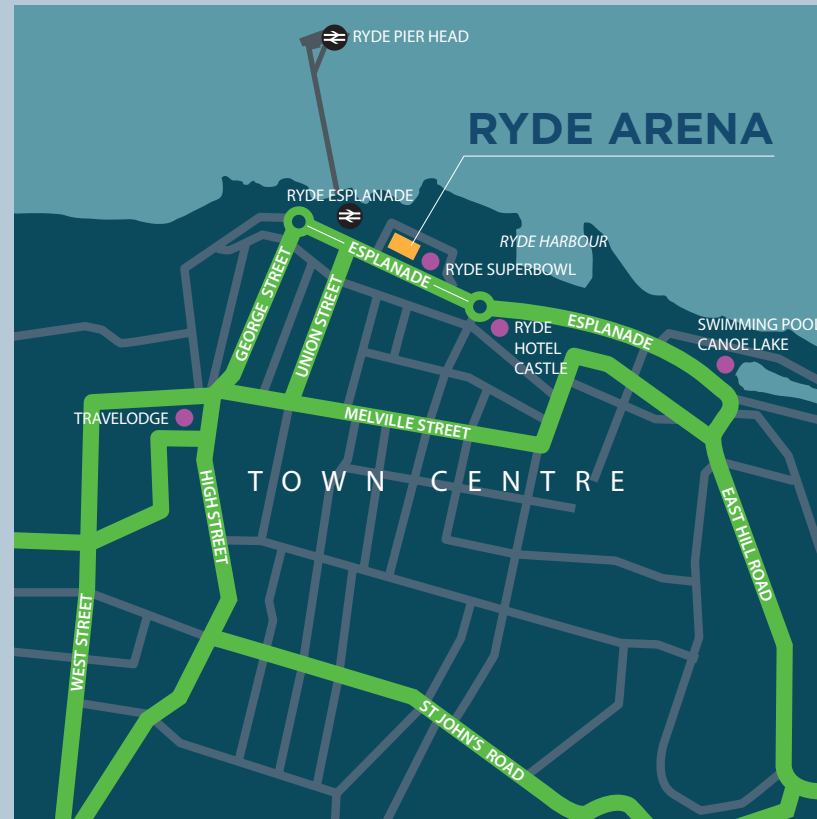 RYDE PIER HEAD
RYDE ARENA
RYDE ESPLANADE
RYDE HARBOUR
ESPLANADE
RYDE SUPERBOWL
GEORGE STREET
UNION STREET
RYDE
HOTEL
CASTLE
ESPLANADE
SWIMMING POOL
CANOE LAKE
TRAVELODGE
MELVILLE STREET
TOWN CENTRE
HIGH STREET
EAST HILL ROAD
WEST STREET
ST JOHN'S ROAD